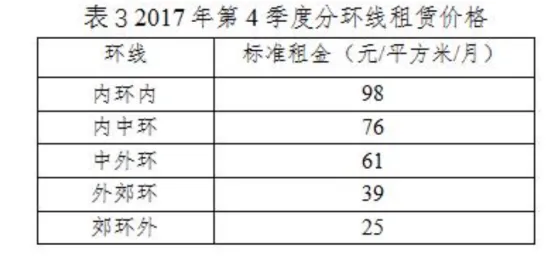 表 3 2017 年第 4 季度分环线租赁价格
环线 标准租金（元/平方米/月）
内环内 98
内中环 76
中外环 61
外郊环 39
郊环外 25